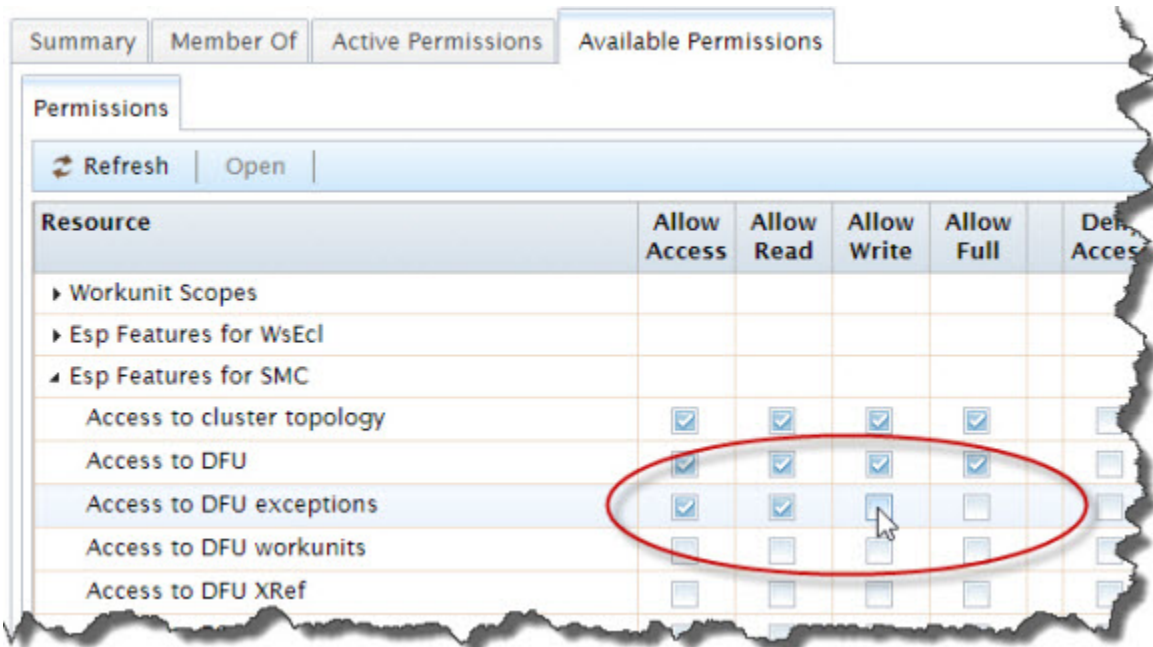 Summary Member Of Active Permissions Available Permissions
Permissions
Refresh Open
Resource Allow Access Allow Read Allow Write Allow Full
Workunit Scopes
Esp Features for WsEcl
Esp Features for SMC
Access to cluster topology
Access to DFU
Access to DFU exceptions
Access to DFU workunits
Access to DFU XRef